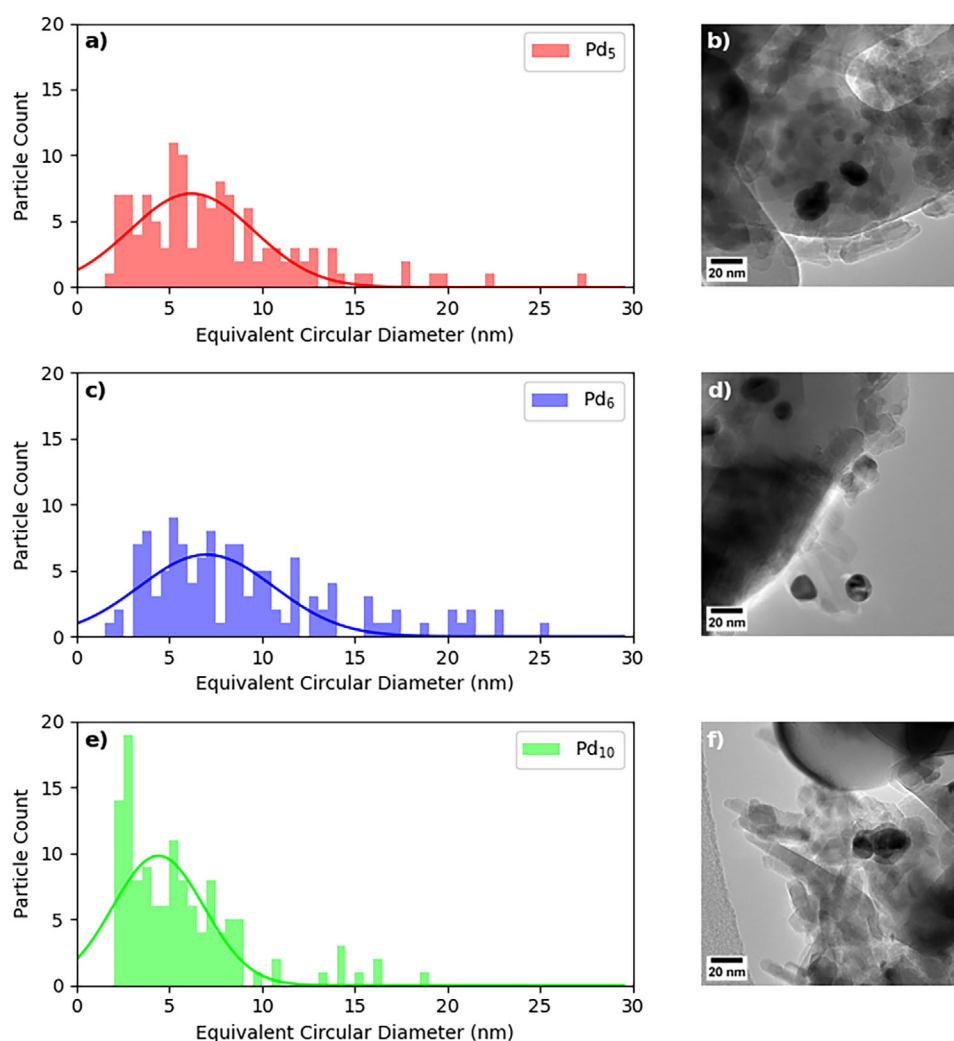 a)
Pd₅
20
15
10
5
0
Particle Count
0 5 10 15 20 25 30
Equivalent Circular Diameter (nm)
b)
20 nm
c)
Pd₆
20
15
10
5
0
Particle Count
0 5 10 15 20 25 30
Equivalent Circular Diameter (nm)
d)
20 nm
e)
Pd₁₀
20
15
10
5
0
Particle Count
0 5 10 15 20 25 30
Equivalent Circular Diameter (nm)
f)
20 nm